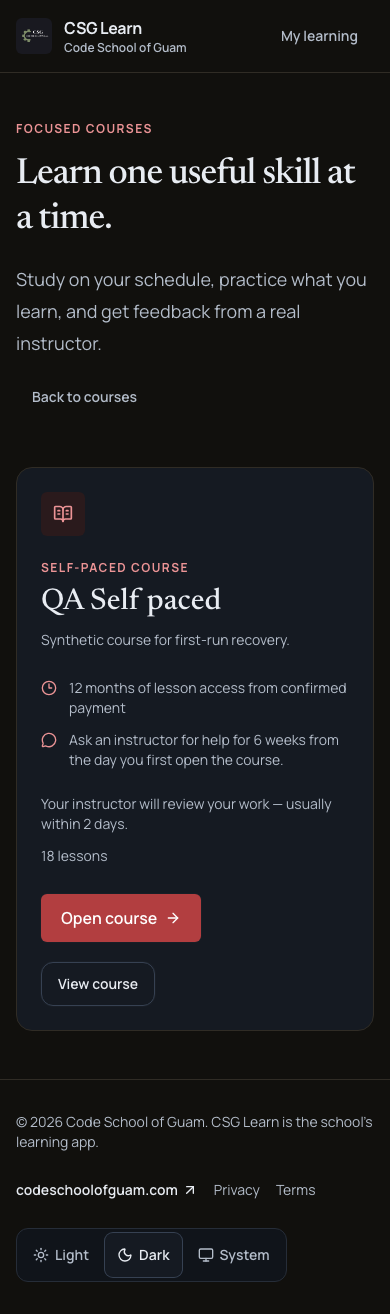 CSG Learn
Code School of Guam
My learning
FOCUSED COURSES
Learn one useful skill at
a time.
Study on your schedule, practice what you
learn, and get feedback from a real
instructor.
Back to courses
SELF-PACED COURSE
QA Self paced
Synthetic course for first-run recovery.
12 months of lesson access from confirmed
payment
Ask an instructor for help for 6 weeks from
the day you first open the course.
Your instructor will review your work — usually
within 2 days.
18 lessons
Open course
View course
© 2026 Code School of Guam. CSG Learn is the school's
learning app.
codeschoolofguam.com Privacy Terms
Light Dark System